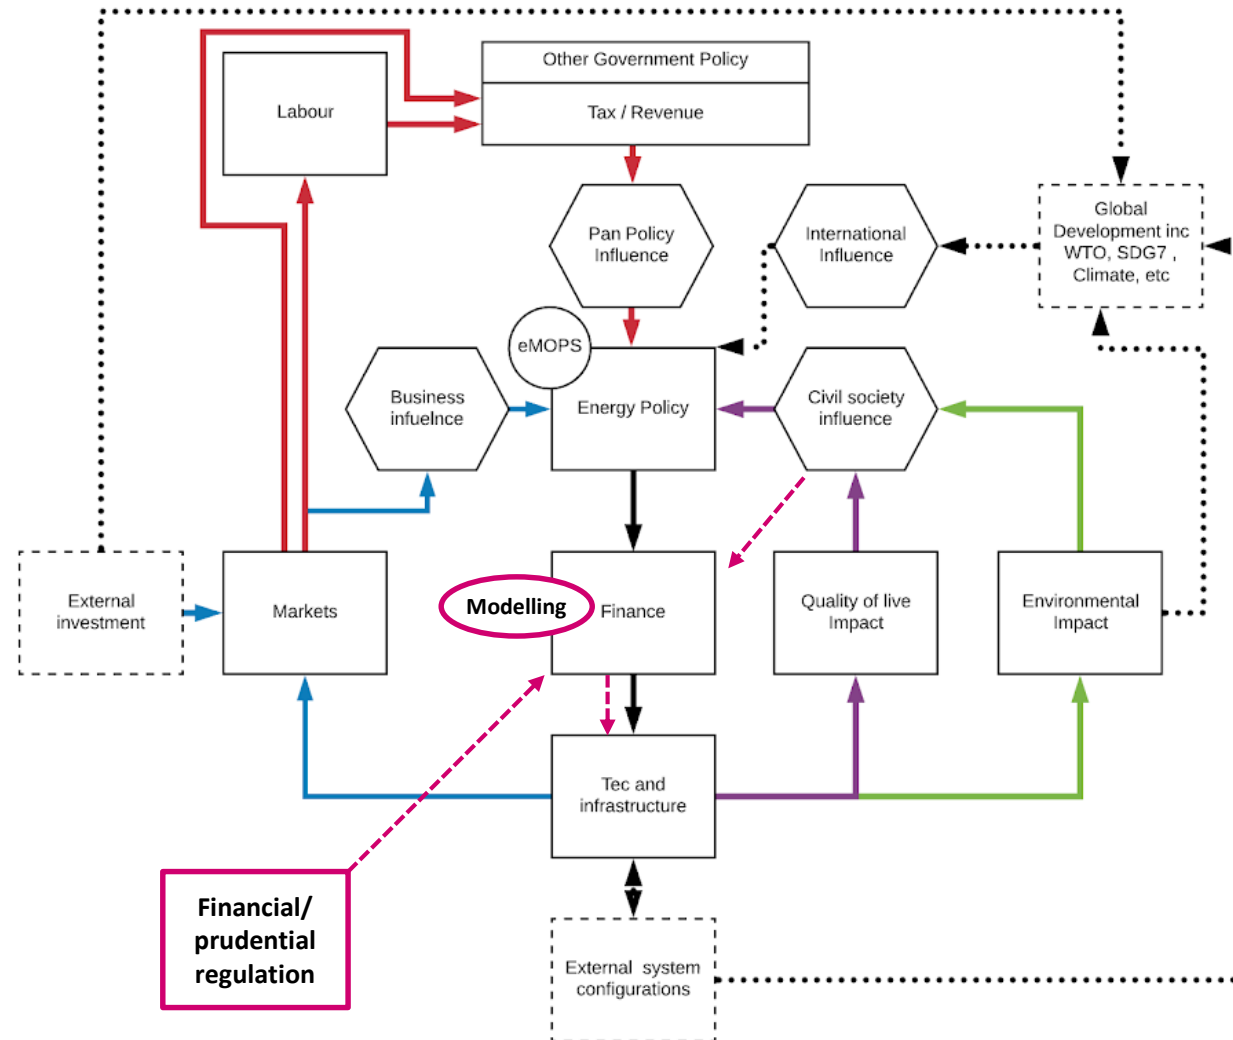 Other Government Policy
Labour
Tax / Revenue
Pan Policy
Influence
International
Influence
Global
Development inc
WTO, SDG7 ,
Climate, etc
eMOPS
Business
infuelnce
Energy Policy
Civil society
influence
External
investment
Markets
Modelling
Finance
Quality of live
Impact
Environmental
Impact
Tec and
infrastructure
Financial/
prudential
regulation
External system
configurations